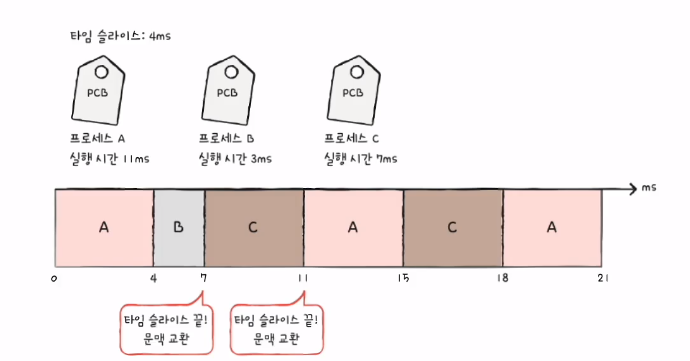 타임 슬라이스: 4ms
PCB
PCB
PCB
프로세스 A
실행 시간 11ms
프로세스 B
실행 시간 3ms
프로세스 C
실행 시간 7ms
ms
A
B
C
A
C
A
0
4
7
11
15
18
21
타임 슬라이스 끝!
문맥 교환
타임 슬라이스 끝!
문맥 교환